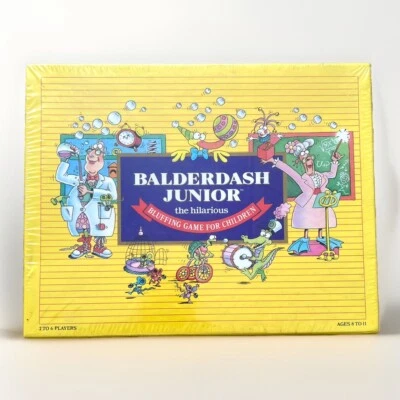 BALDERDASH
JUNIOR™
the hilarious
BLUFFING GAME FOR CHILDREN
2 TO 6 PLAYERS
AGES 8 TO 11